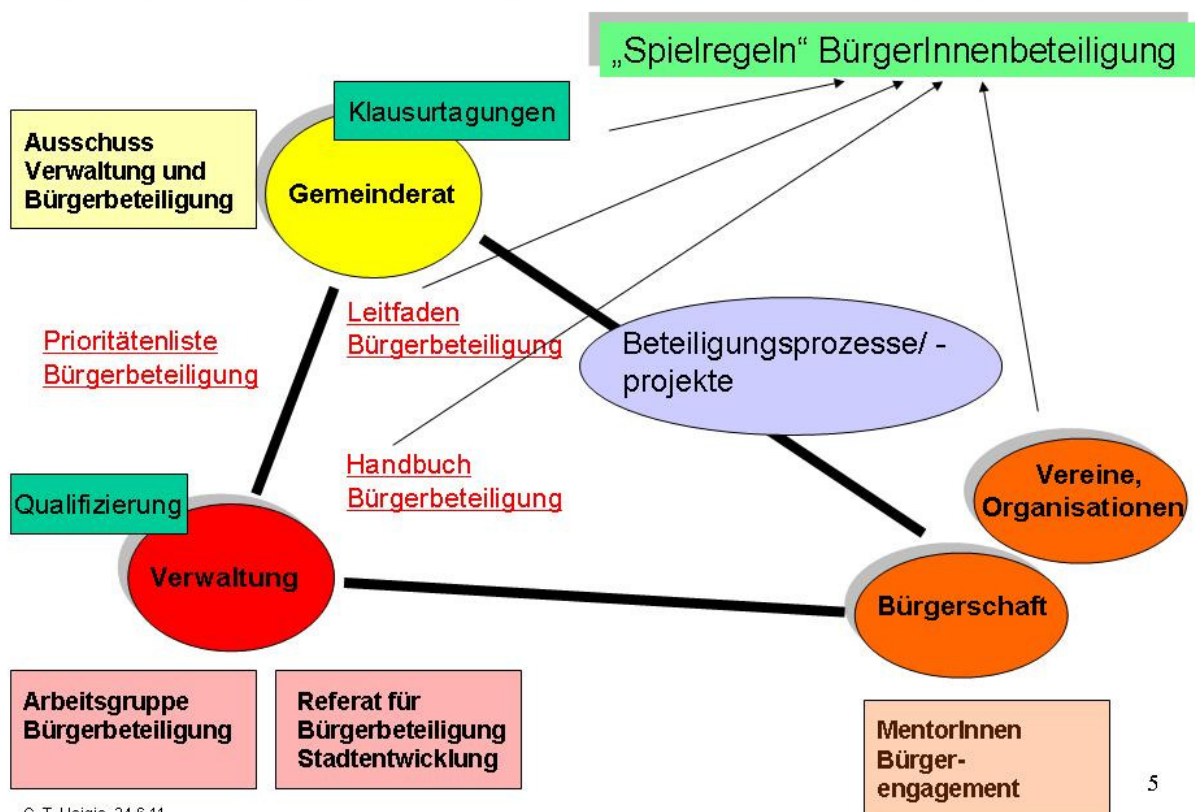 „Spielregeln“ BürgerInnenbeteiligung
Klausurtagungen
Ausschuss
Verwaltung und
Bürgerbeteiligung
Gemeinderat
Prioritätenliste
Bürgerbeteiligung
Leitfaden
Bürgerbeteiligung
Beteiligungsprozesse/ -
projekte
Handbuch
Bürgerbeteiligung
Qualifizierung
Verwaltung
Vereine,
Organisationen
Bürgerschaft
Arbeitsgruppe
Bürgerbeteiligung
Referat für
Bürgerbeteiligung
Stadtentwicklung
MentorInnen
Bürger-
engagement
5